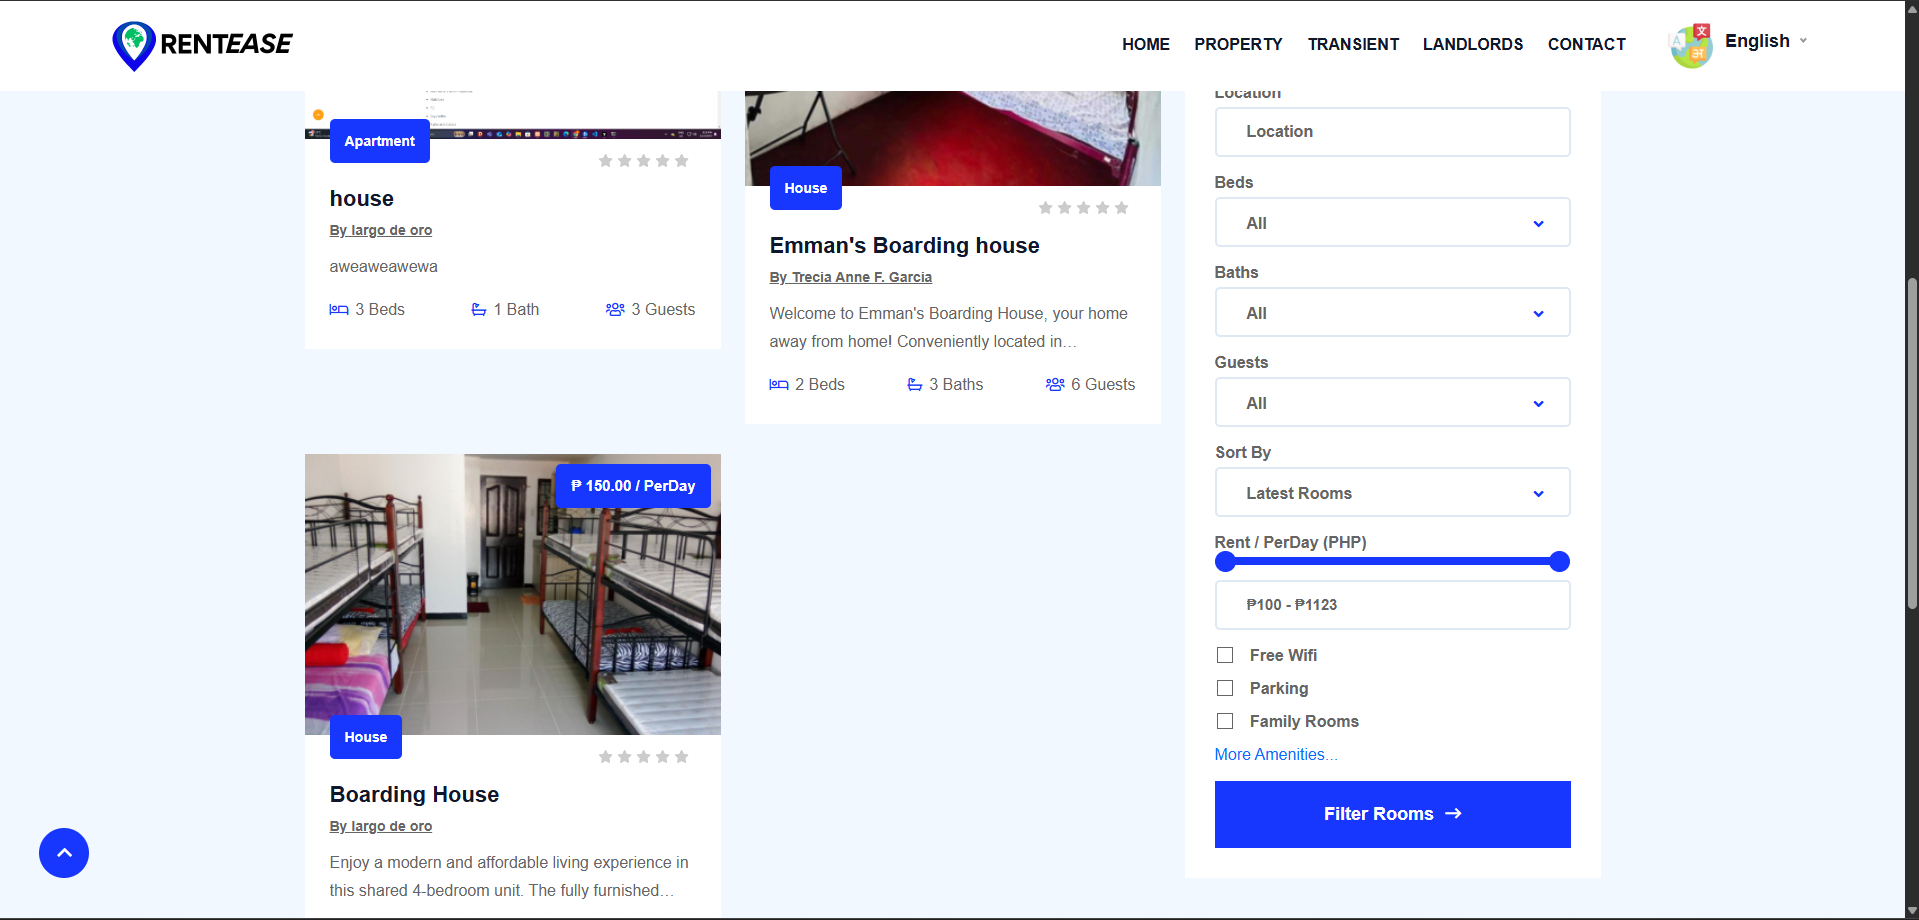 RENTEASE
HOME
PROPERTY
TRANSIENT
LANDLORDS
CONTACT
English
Apartment
house
By largo de oro
aweaweawewa
3 Beds
1 Bath
3 Guests
House
Emman's Boarding house
By Trecia Anne F. Garcia
Welcome to Emman's Boarding House, your home
away from home! Conveniently located in...
2 Beds
3 Baths
6 Guests
₱ 150.00 / PerDay
House
Boarding House
By largo de oro
Enjoy a modern and affordable living experience in
this shared 4-bedroom unit. The fully furnished...
Location
Location
Beds
All
Baths
All
Guests
All
Sort By
Latest Rooms
Rent / PerDay (PHP)
₱100 - ₱1123
Free Wifi
Parking
Family Rooms
More Amenities...
Filter Rooms